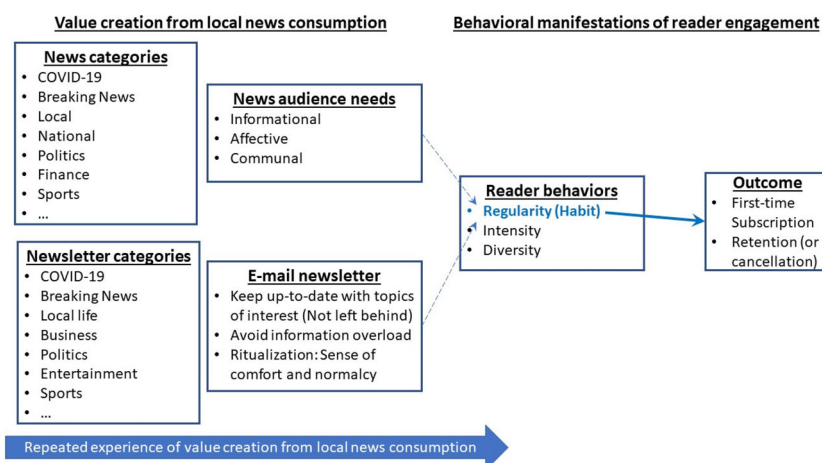 Value creation from local news consumption
Behavioral manifestations of reader engagement
News categories
• COVID-19
• Breaking News
• Local
• National
• Politics
• Finance
• Sports
• ...
News audience needs
• Informational
• Affective
• Communal
Newsletter categories
• COVID-19
• Breaking News
• Local life
• Business
• Politics
• Entertainment
• Sports
• ...
E-mail newsletter
• Keep up-to-date with topics
of interest (Not left behind)
• Avoid information overload
• Ritualization: Sense of
comfort and normalcy
Reader behaviors
• Regularity (Habit)
• Intensity
• Diversity
Outcome
• First-time
Subscription
• Retention (or
cancellation)
Repeated experience of value creation from local news consumption